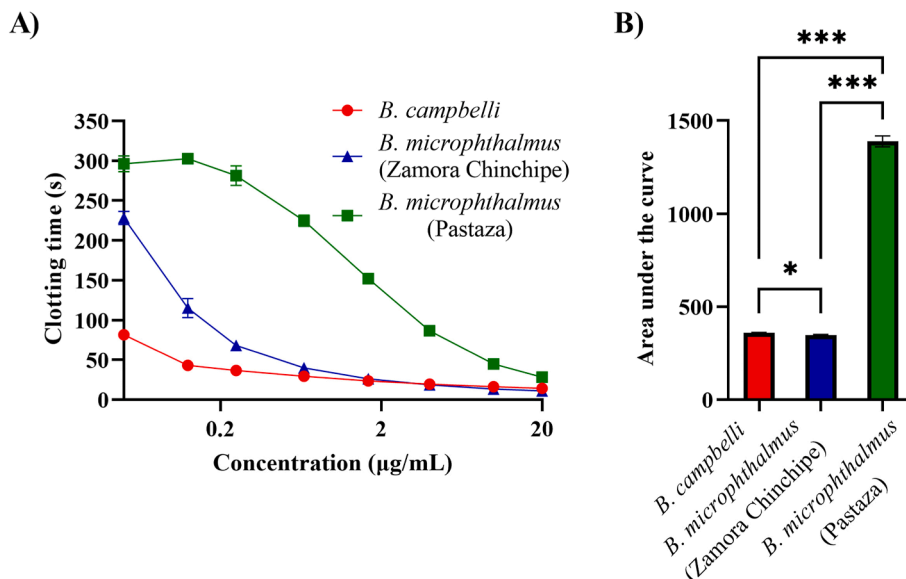 A)
B. campbelli
B. microphthalmus
(Zamora Chinchipe)
B. microphthalmus
(Pastaza)
Clotting time (s)
350
300
250
200
150
100
50
0
0.2
2
20
Concentration (µg/mL)
B)
***
***
*
Area under the curve
1500
1000
500
0
B. campbelli
B. microphthalmus
(Zamora Chinchipe)
B. microphthalmus
(Pastaza)